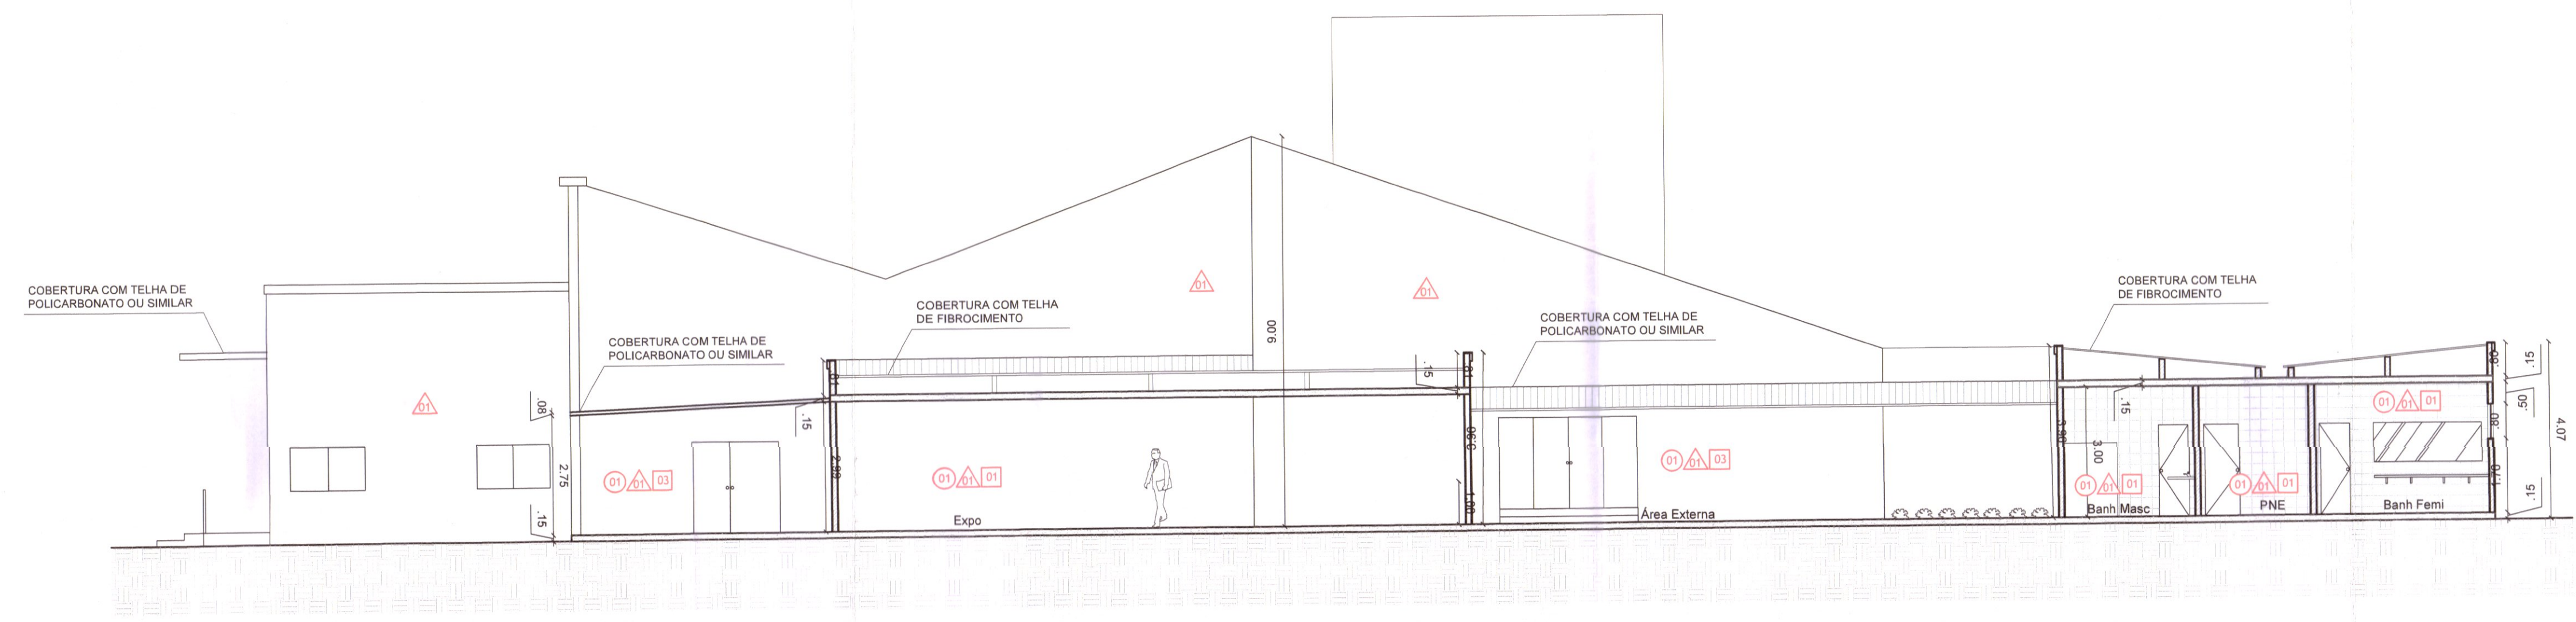 COBERTURA COM TELHA DE
POLICARBONATO OU SIMILAR
COBERTURA COM TELHA DE
POLICARBONATO OU SIMILAR
COBERTURA COM TELHA
DE FIBROCIMENTO
COBERTURA COM TELHA DE
POLICARBONATO OU SIMILAR
COBERTURA COM TELHA
DE FIBROCIMENTO
01
01
01
9.00
.08
2.75
.15
.15
2.99
.15
.15
3.00
.15
.50
.80
4.07
.15
01 01 03
01 01 01
01 01 03
01 01 01
01 01 01
01 01 01
Expo
Área Externa
Banh Masc
PNE
Banh Femi